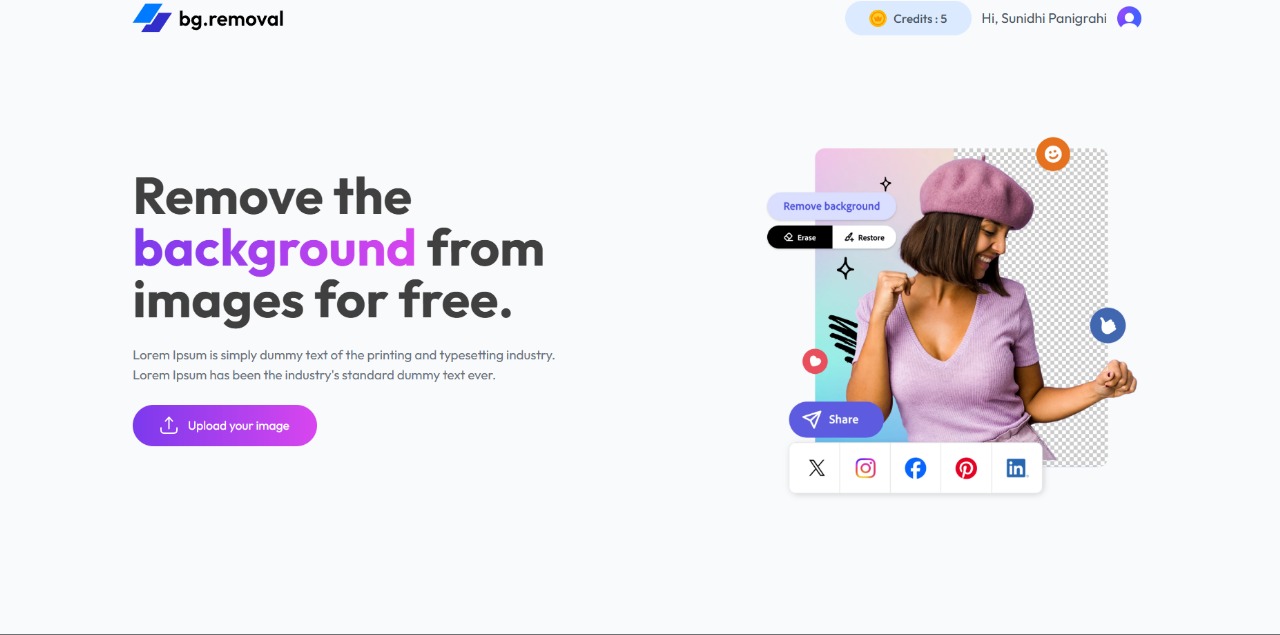 bg.removal
Credits : 5
Hi, Sunidhi Panigrahi
Remove the
background from
images for free.
Lorem Ipsum is simply dummy text of the printing and typesetting industry.
Lorem Ipsum has been the industry's standard dummy text ever.
Upload your image
Remove background
Erase
Restore
Share